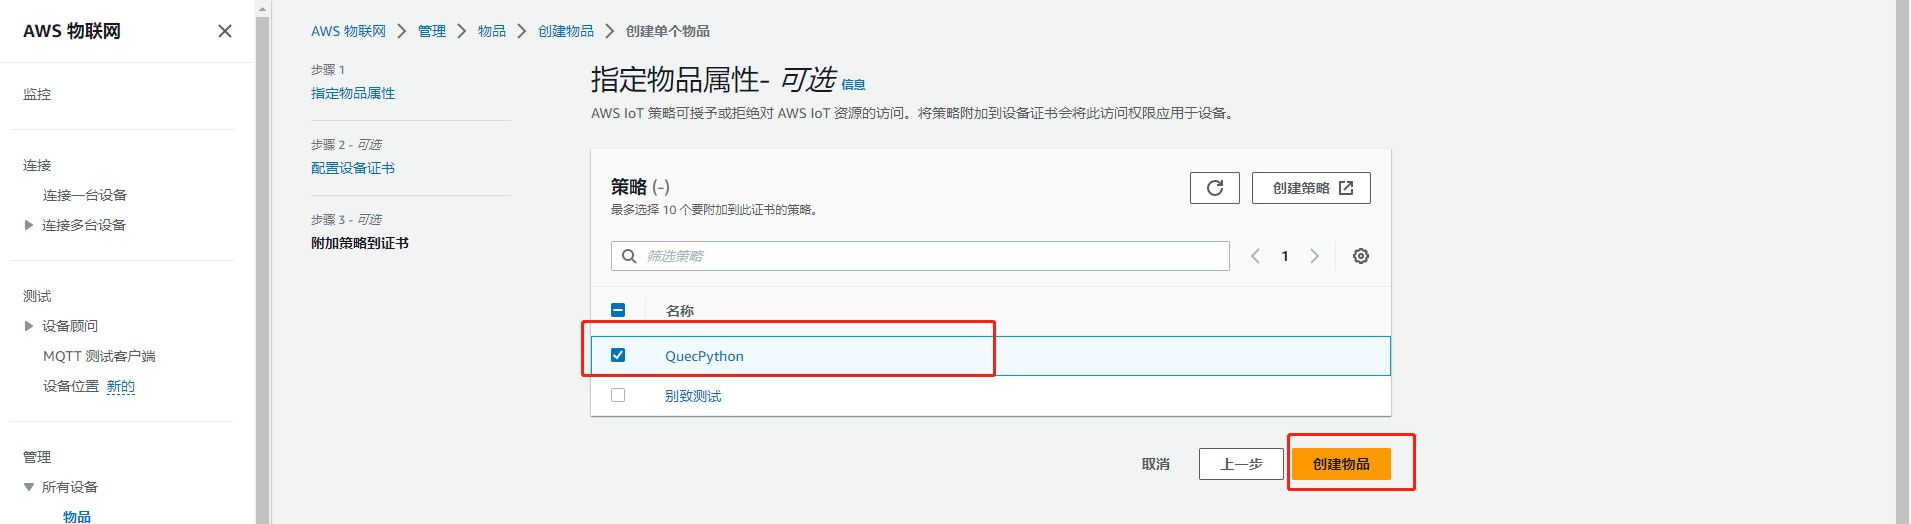 AWS 物联网
监控
连接
连接一台设备
连接多台设备
测试
设备顾问
MQTT 测试客户端
设备位置 新的
管理
所有设备
物品
AWS 物联网 > 管理 > 物品 > 创建物品 > 创建单个物品
步骤 1
指定物品属性
步骤 2 - 可选
配置设备证书
步骤 3 - 可选
附加策略到证书
指定物品属性- 可选 信息
AWS IoT 策略可授予或拒绝对 AWS IoT 资源的访问。将策略附加到设备证书会将此访问权限应用于设备。
策略 (-)
最多选择 10 个要附加到此证书的策略。
创建策略
筛选策略
1
名称
QuecPython
别致测试
取消
上一步
创建物品